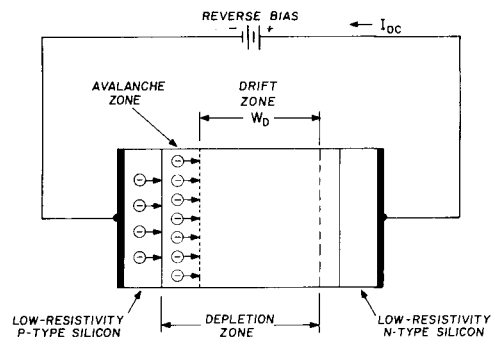 REVERSE BIAS
− +
I_DC
AVALANCHE
ZONE
DRIFT
ZONE
W_D
LOW-RESISTIVITY
P-TYPE SILICON
DEPLETION
ZONE
LOW-RESISTIVITY
N-TYPE SILICON